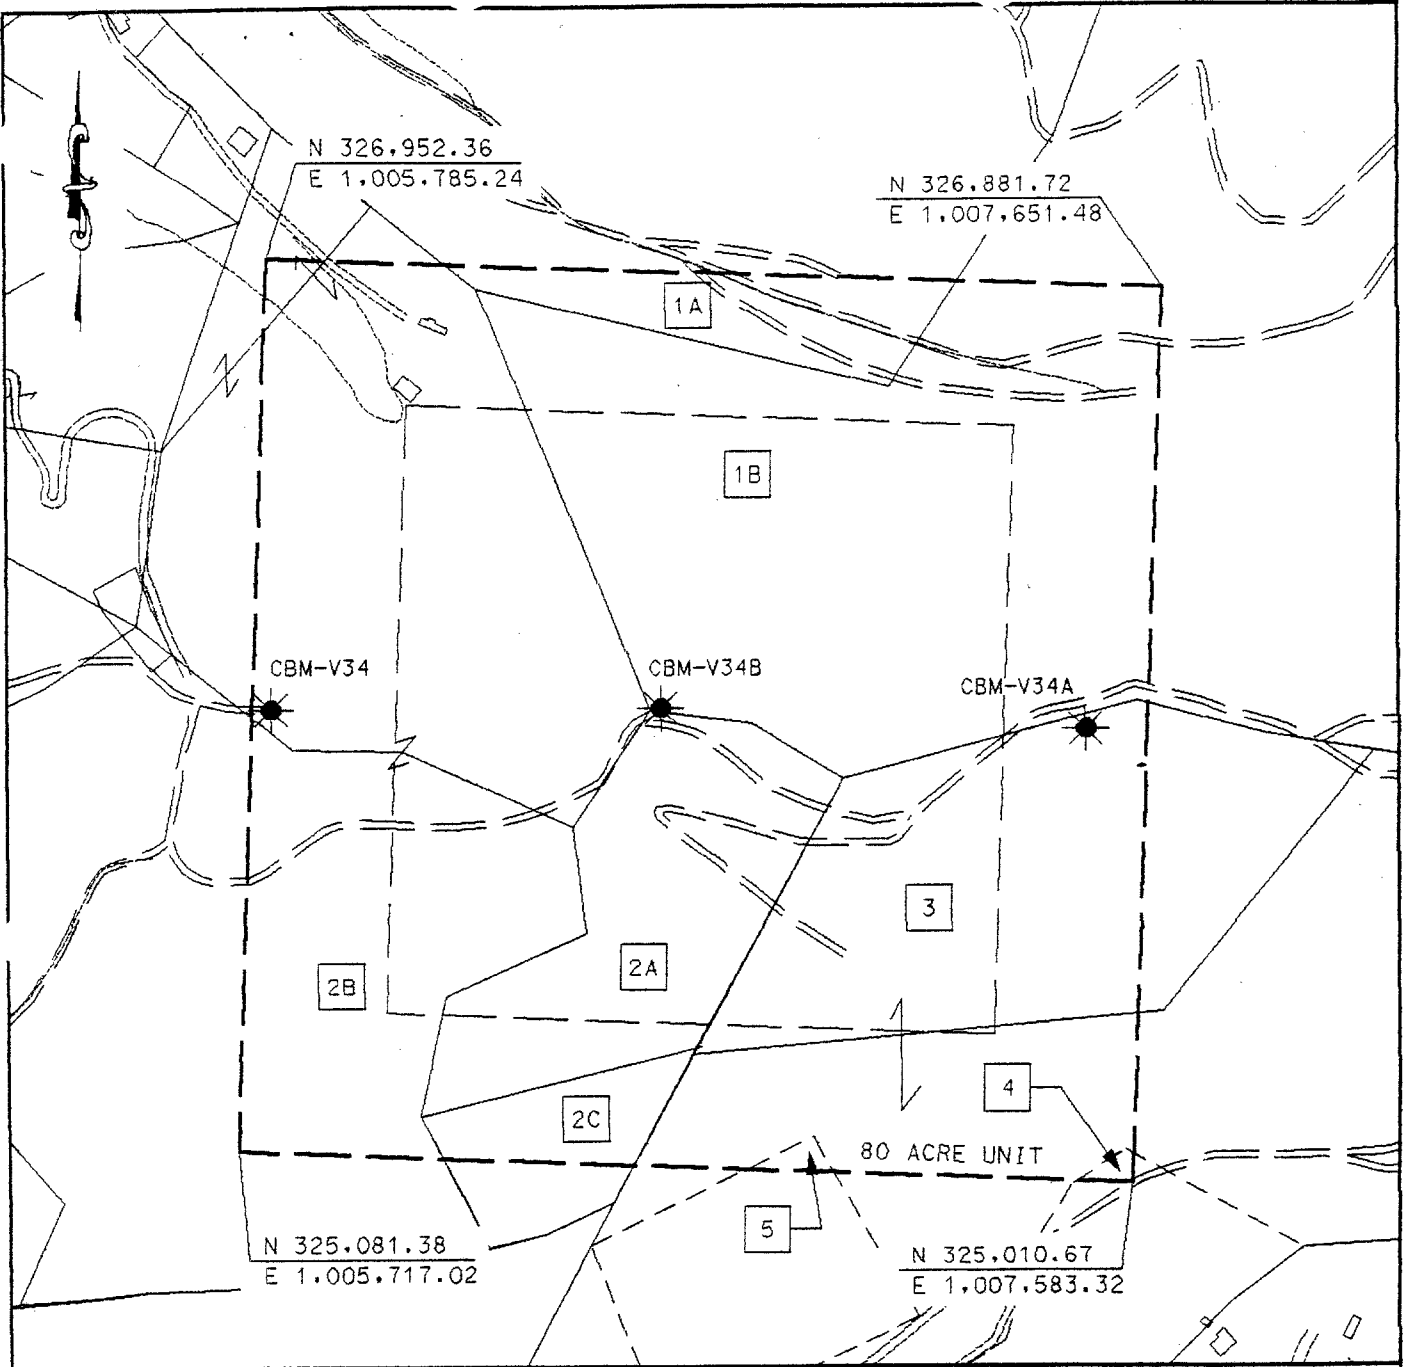 N 326,952.36
E 1,005,785.24
N 326,881.72
E 1,007,651.48
1A
1B
CBM-V34
CBM-V34B
CBM-V34A
3
2A
2B
4
2C
80 ACRE UNIT
5
N 325,081.38
E 1,005,717.02
N 325,010.67
E 1,007,583.32